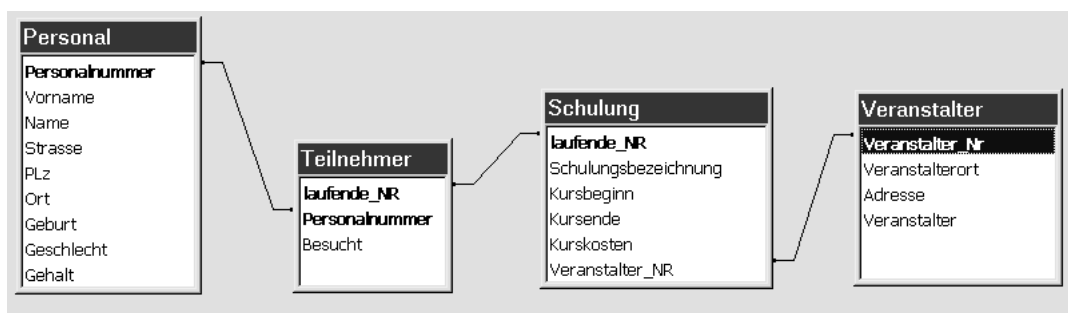 Personal
Personalnummer
Vorname
Name
Strasse
PLz
Ort
Geburt
Geschlecht
Gehalt
Teilnehmer
laufende_NR
Personalnummer
Besucht
Schulung
laufende_NR
Schulungsbezeichnung
Kursbeginn
Kursende
Kurskosten
Veranstalter_NR
Veranstalter
Veranstalter_Nr
Veranstalterort
Adresse
Veranstalter